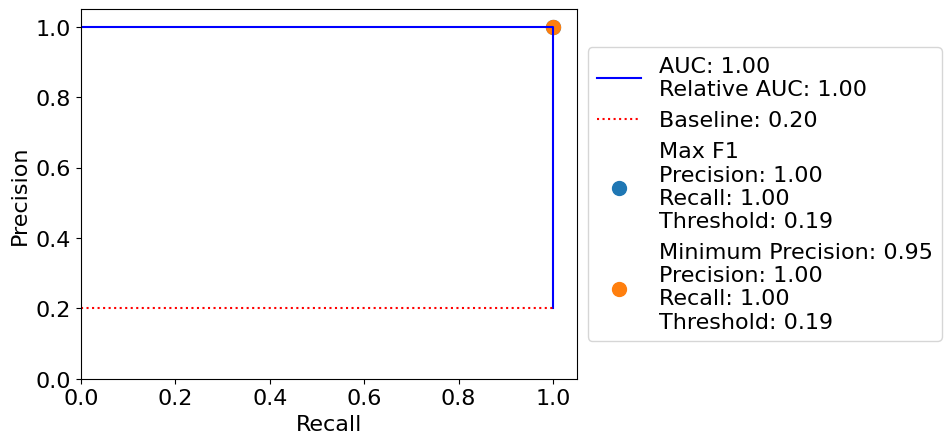 1.0
0.8
0.6
0.4
0.2
0.0
Precision
0.0 0.2 0.4 0.6 0.8 1.0
Recall
AUC: 1.00
Relative AUC: 1.00
Baseline: 0.20
Max F1
Precision: 1.00
Recall: 1.00
Threshold: 0.19
Minimum Precision: 0.95
Precision: 1.00
Recall: 1.00
Threshold: 0.19